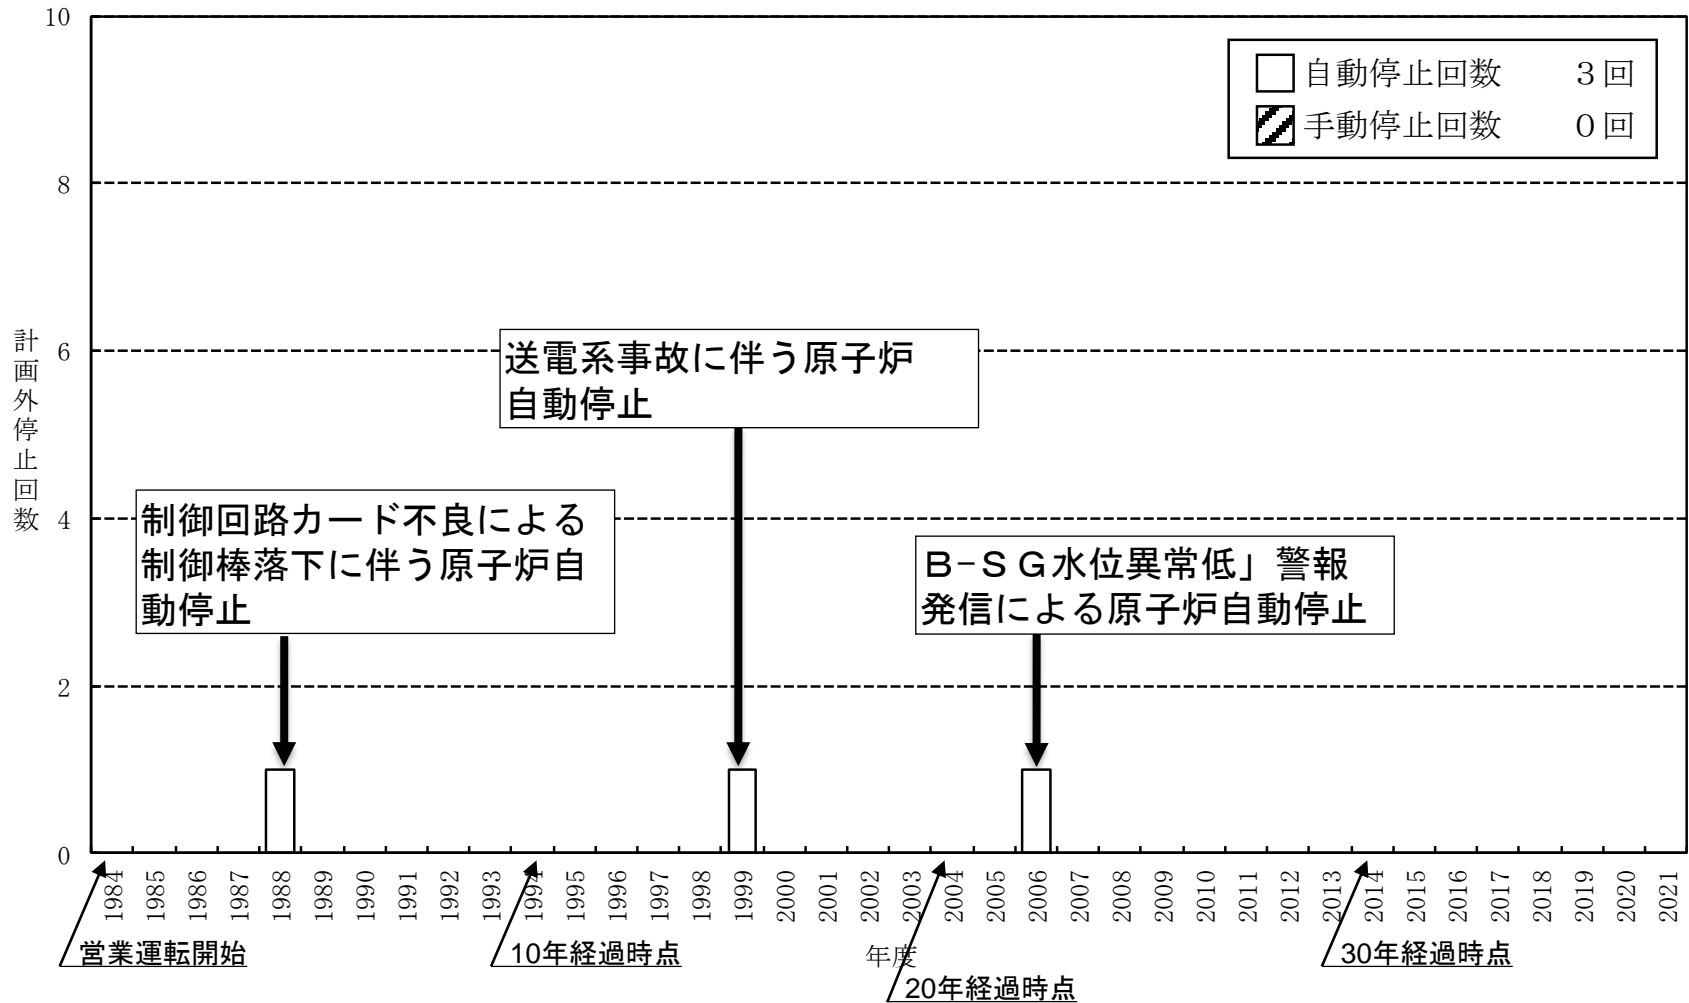 10
自動停止回数　　３回
手動停止回数　　０回
8
計画外停止回数
6
送電系事故に伴う原子炉
自動停止
4
制御回路カード不良による
制御棒落下に伴う原子炉自
動停止
Ｂ−ＳＧ水位異常低」警報
発信による原子炉自動停止
2
0
1984 1985 1986 1987 1988 1989 1990 1991 1992 1993 1994 1995 1996 1997 1998 1999 2000 2001 2002 2003 2004 2005 2006 2007 2008 2009 2010 2011 2012 2013 2014 2015 2016 2017 2018 2019 2020 2021
営業運転開始
10年経過時点
年度
30年経過時点
20年経過時点